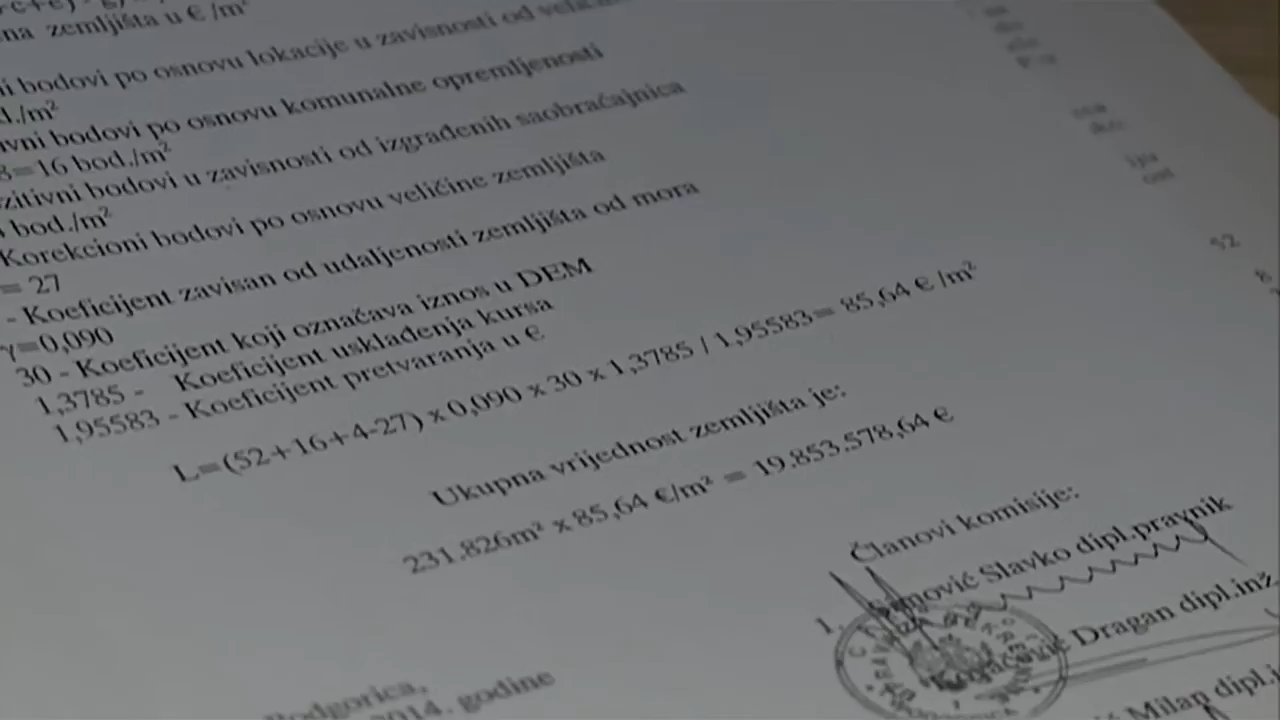 na zemljišta u € /m²
ni bodovi po osnovu lokacije u zavisnosti od
d./m²
ivni bodovi po osnovu komunalne opremljenosti
8=16 bod./m²
zitivni bodovi u zavisnosti od izgrađenih saobraćajnica
bod./m²
Korekcioni bodovi po osnovu veličine zemljišta
= 27
- Koeficijent zavisan od udaljenosti zemljišta od mora
γ=0,090
30 - Koeficijent koji označava iznos u DEM
1,3785 - Koeficijent usklađenja kursa
1,95583 - Koeficijent pretvaranja u €
L=(52+16+4-27) x 0,090 x 30 x 1,3785 / 1,95583= 85,64 € /m²
Ukupna vrijednost zemljišta je:
231.826m² x 85,64 €/m² = 19.853.578,64 €
Članovi komisije:
1. Slavko dipl.pravnik
Dragan dipl.inž
Milan dipl.i
Podgorica,
2014. godine
52
8